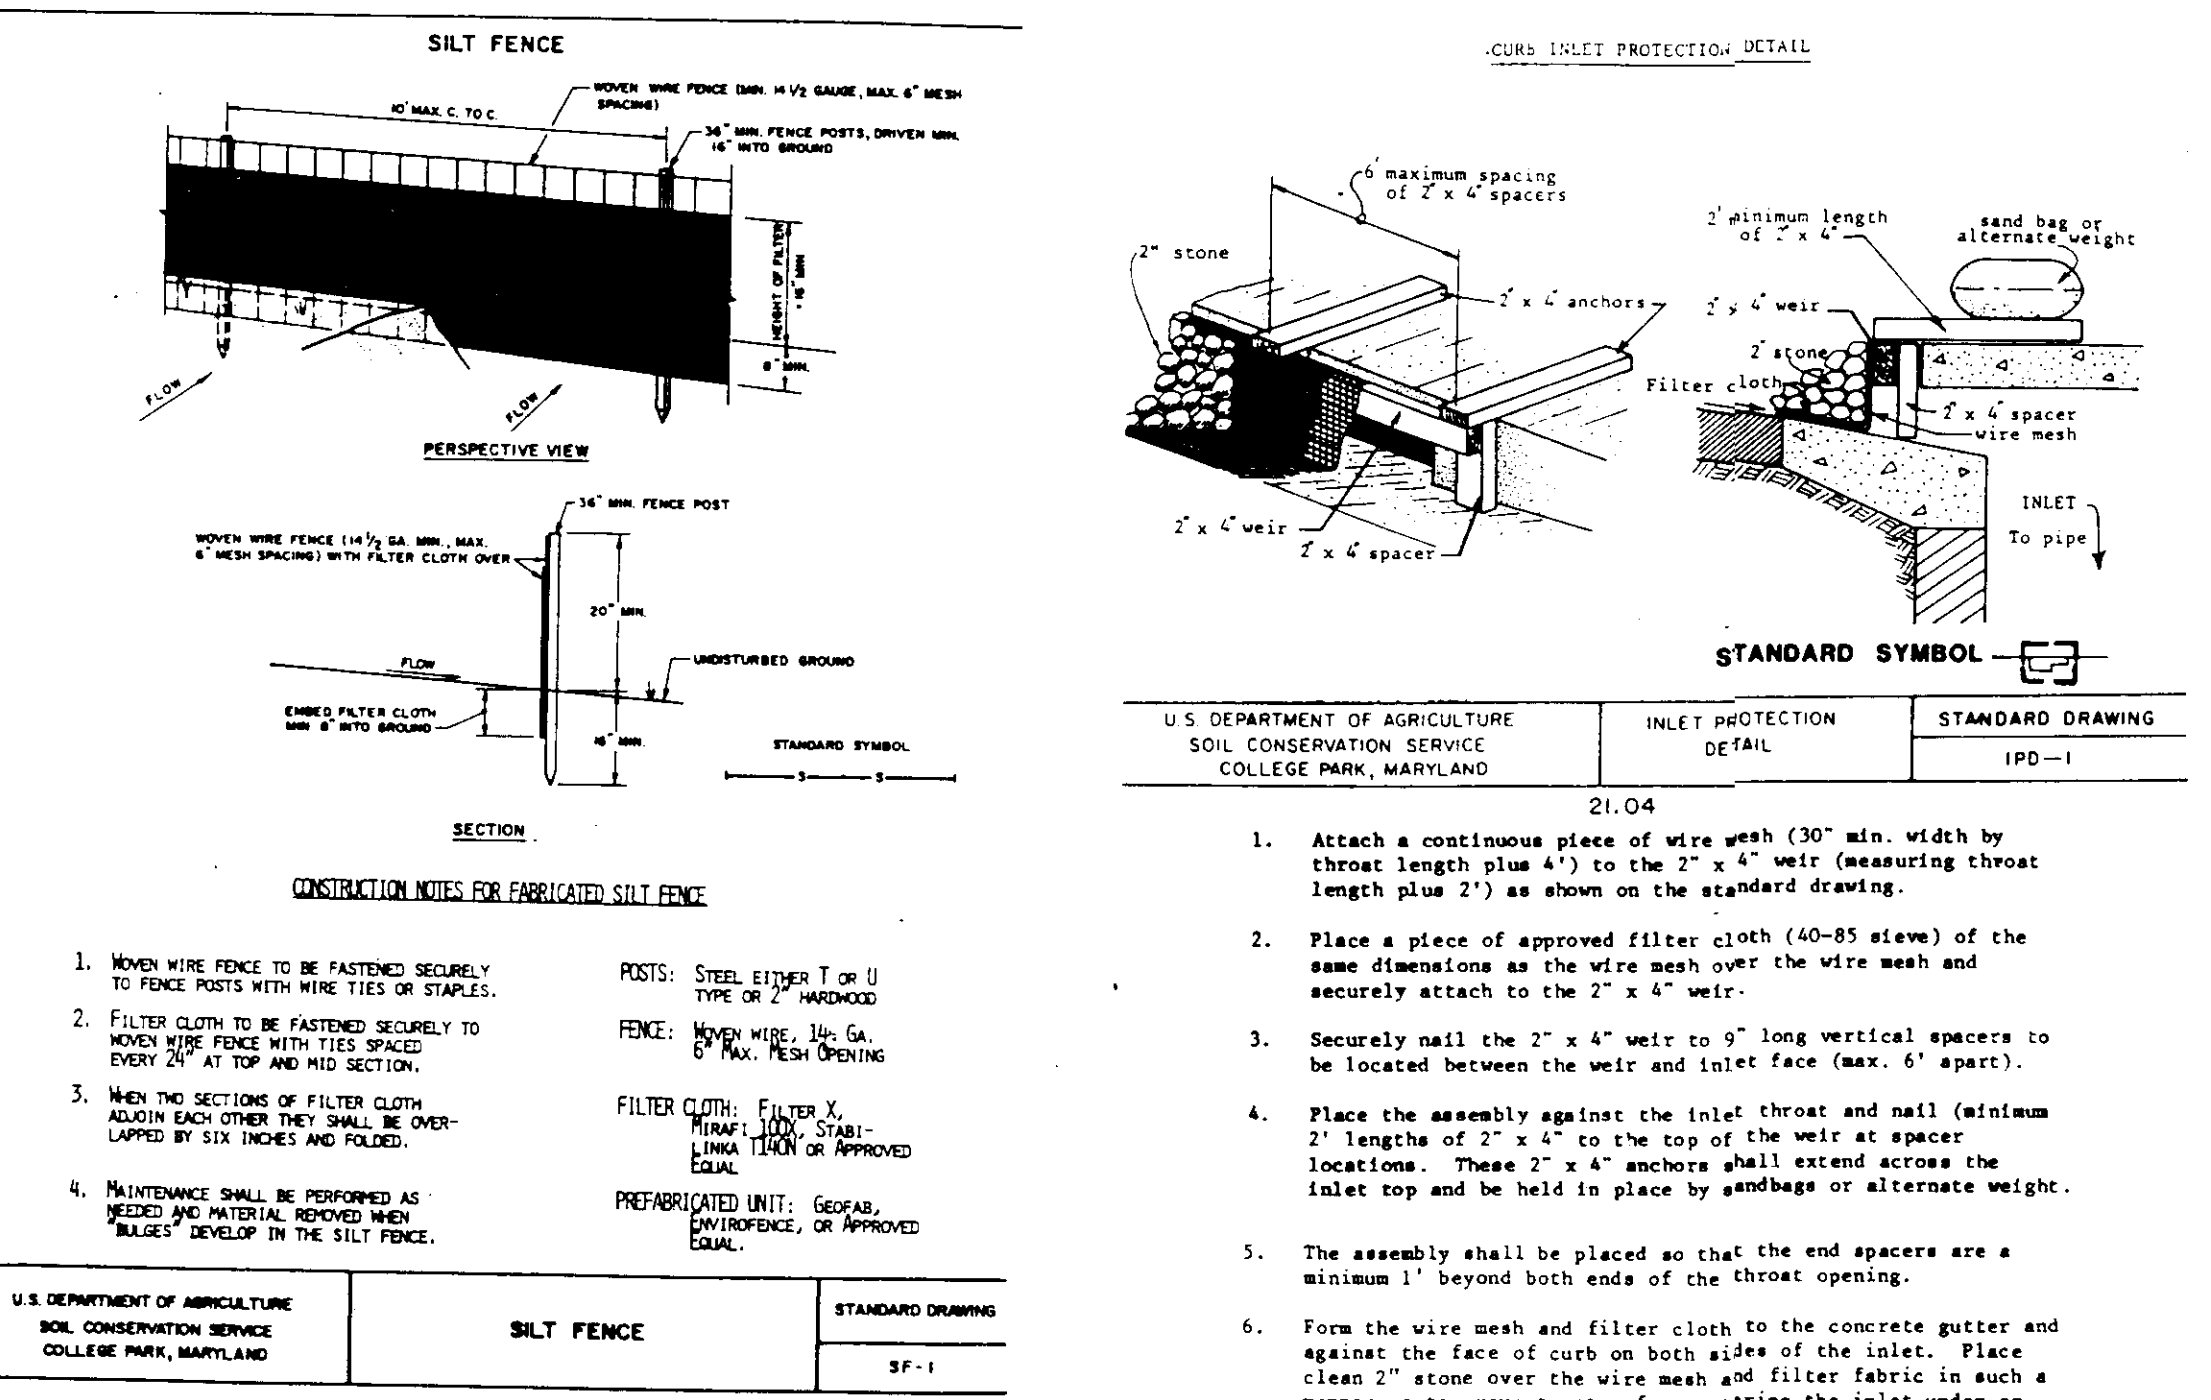 SILT FENCE
WOVEN WIRE FENCE (MIN. 14 1/2 GAUGE, MAX. 6" MESH
SPACING)
10' MAX. C. TO C.
36" MIN. FENCE POSTS, DRIVEN MIN.
16" INTO GROUND
HEIGHT OF FILTER
16" MIN
8" MIN.
FLOW
FLOW
PERSPECTIVE VIEW
36" MIN. FENCE POST
WOVEN WIRE FENCE (14 1/2 GA. MIN., MAX.
6" MESH SPACING) WITH FILTER CLOTH OVER
20" MIN.
FLOW
UNDISTURBED GROUND
EMBED FILTER CLOTH
MIN 8" INTO GROUND
16" MIN.
STANDARD SYMBOL
S S
SECTION
CONSTRUCTION NOTES FOR FABRICATED SILT FENCE
1. WOVEN WIRE FENCE TO BE FASTENED SECURELY
TO FENCE POSTS WITH WIRE TIES OR STAPLES.
2. FILTER CLOTH TO BE FASTENED SECURELY TO
WOVEN WIRE FENCE WITH TIES SPACED
EVERY 24" AT TOP AND MID SECTION.
3. WHEN TWO SECTIONS OF FILTER CLOTH
ADJOIN EACH OTHER THEY SHALL BE OVER-
LAPPED BY SIX INCHES AND FOLDED.
4. MAINTENANCE SHALL BE PERFORMED AS
NEEDED AND MATERIAL REMOVED WHEN
"BULGES" DEVELOP IN THE SILT FENCE.
POSTS: STEEL EITHER T OR U
TYPE OR 2" HARDWOOD
FENCE: WOVEN WIRE, GA.
6" MAX. MESH OPENING
FILTER CLOTH: FILTER X,
MIRAFI 100X, STABI-
LINKA T140N OR APPROVED
EQUAL
PREFABRICATED UNIT: GEOFAB,
ENVIROFENCE, OR APPROVED
EQUAL.
U.S. DEPARTMENT OF AGRICULTURE
SOIL CONSERVATION SERVICE
COLLEGE PARK, MARYLAND
SILT FENCE
STANDARD DRAWING
SF-1
CURB INLET PROTECTION DETAIL
6' maximum spacing
of 2" x 4" spacers
2" stone
2" x 4" anchors
2" x 4" weir
2" x 4" spacer
2' minimum length
of 2" x 4"
sand bag or
alternate weight
2" x 4" weir
2" stone
Filter cloth
2" x 4" spacer
wire mesh
INLET
To pipe
STANDARD SYMBOL
U.S. DEPARTMENT OF AGRICULTURE
SOIL CONSERVATION SERVICE
COLLEGE PARK, MARYLAND
INLET PROTECTION
DETAIL
STANDARD DRAWING
IPD-1
21.04
1. Attach a continuous piece of wire mesh (30" min. width by
throat length plus 4') to the 2" x 4" weir (measuring throat
length plus 2') as shown on the standard drawing.
2. Place a piece of approved filter cloth (40-85 sieve) of the
same dimensions as the wire mesh over the wire mesh and
securely attach to the 2" x 4" weir.
3. Securely nail the 2" x 4" weir to 9" long vertical spacers to
be located between the weir and inlet face (max. 6' apart).
4. Place the assembly against the inlet throat and nail (minimum
2' lengths of 2" x 4" to the top of the weir at spacer
locations. These 2" x 4" anchors shall extend across the
inlet top and be held in place by sandbags or alternate weight.
5. The assembly shall be placed so that the end spacers are a
minimum 1' beyond both ends of the throat opening.
6. Form the wire mesh and filter cloth to the concrete gutter and
against the face of curb on both sides of the inlet. Place
clean 2" stone over the wire mesh and filter fabric in such a